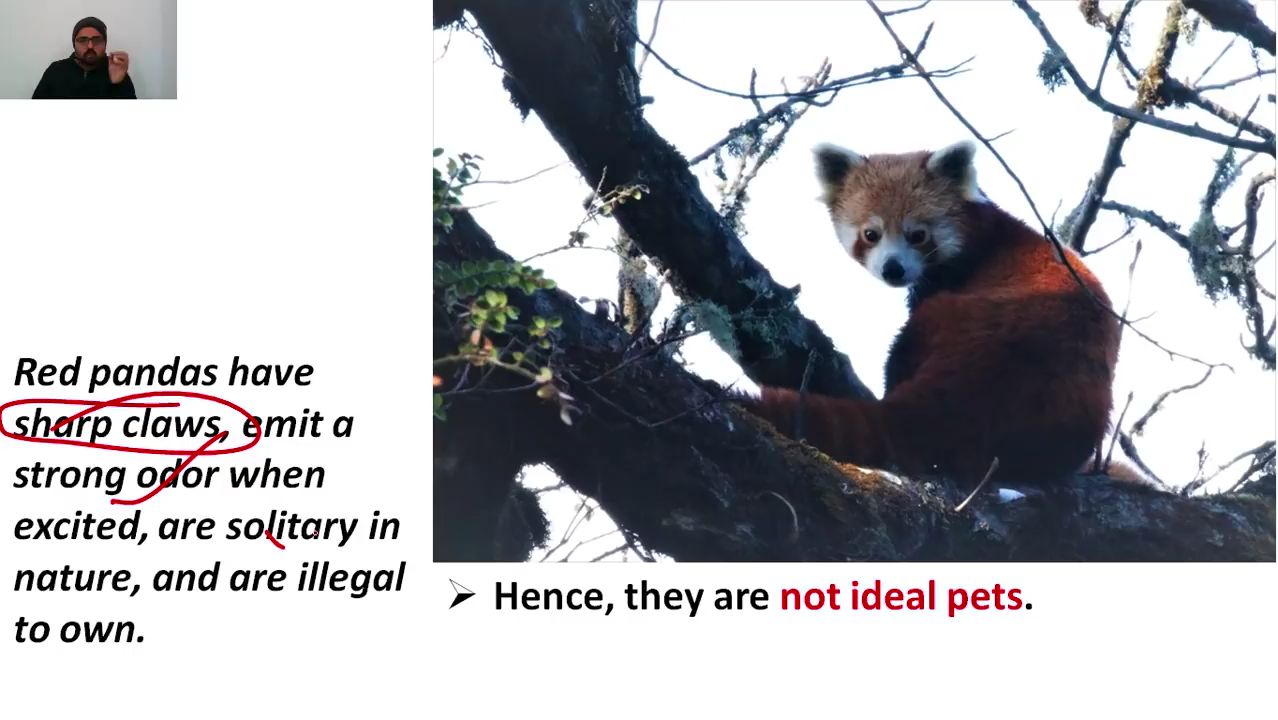 Red pandas have
sharp claws, emit a
strong odor when
excited, are solitary in
nature, and are illegal
to own.
➢ Hence, they are not ideal pets.